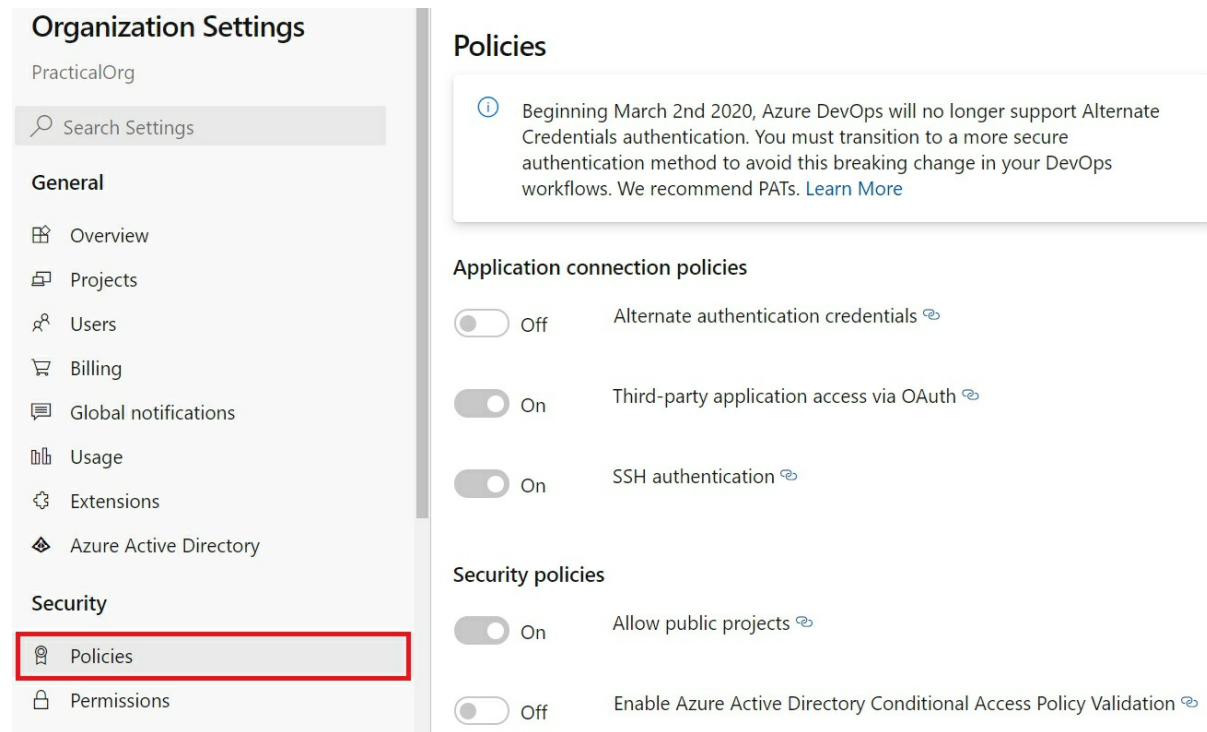 Organization Settings
PracticalOrg
Search Settings
General
Overview
Projects
Users
Billing
Global notifications
Usage
Extensions
Azure Active Directory
Security
Policies
Permissions
Policies
Beginning March 2nd 2020, Azure DevOps will no longer support Alternate
Credentials authentication. You must transition to a more secure
authentication method to avoid this breaking change in your DevOps
workflows. We recommend PATs. Learn More
Application connection policies
Off Alternate authentication credentials
On Third-party application access via OAuth
On SSH authentication
Security policies
On Allow public projects
Off Enable Azure Active Directory Conditional Access Policy Validation